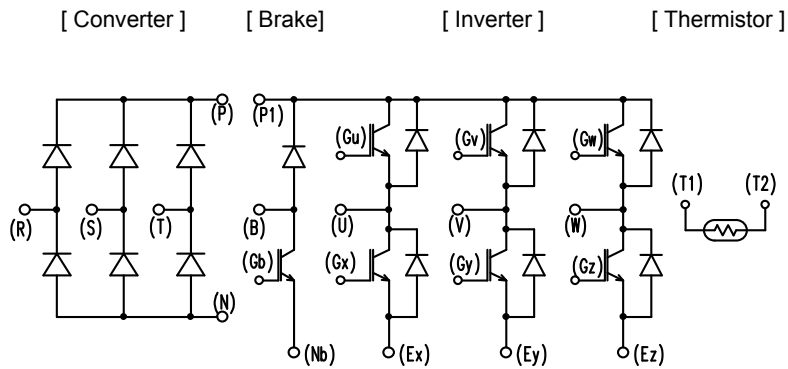 [ Converter ] [ Brake] [ Inverter ] [ Thermistor ]
(P) (P1)
(Gu) (Gv) (Gw)
(T1) (T2)
(R) (S) (T) (B) (U) (V) (W)
(Gb) (Gx) (Gy) (Gz)
(N)
(Nb) (Ex) (Ey) (Ez)